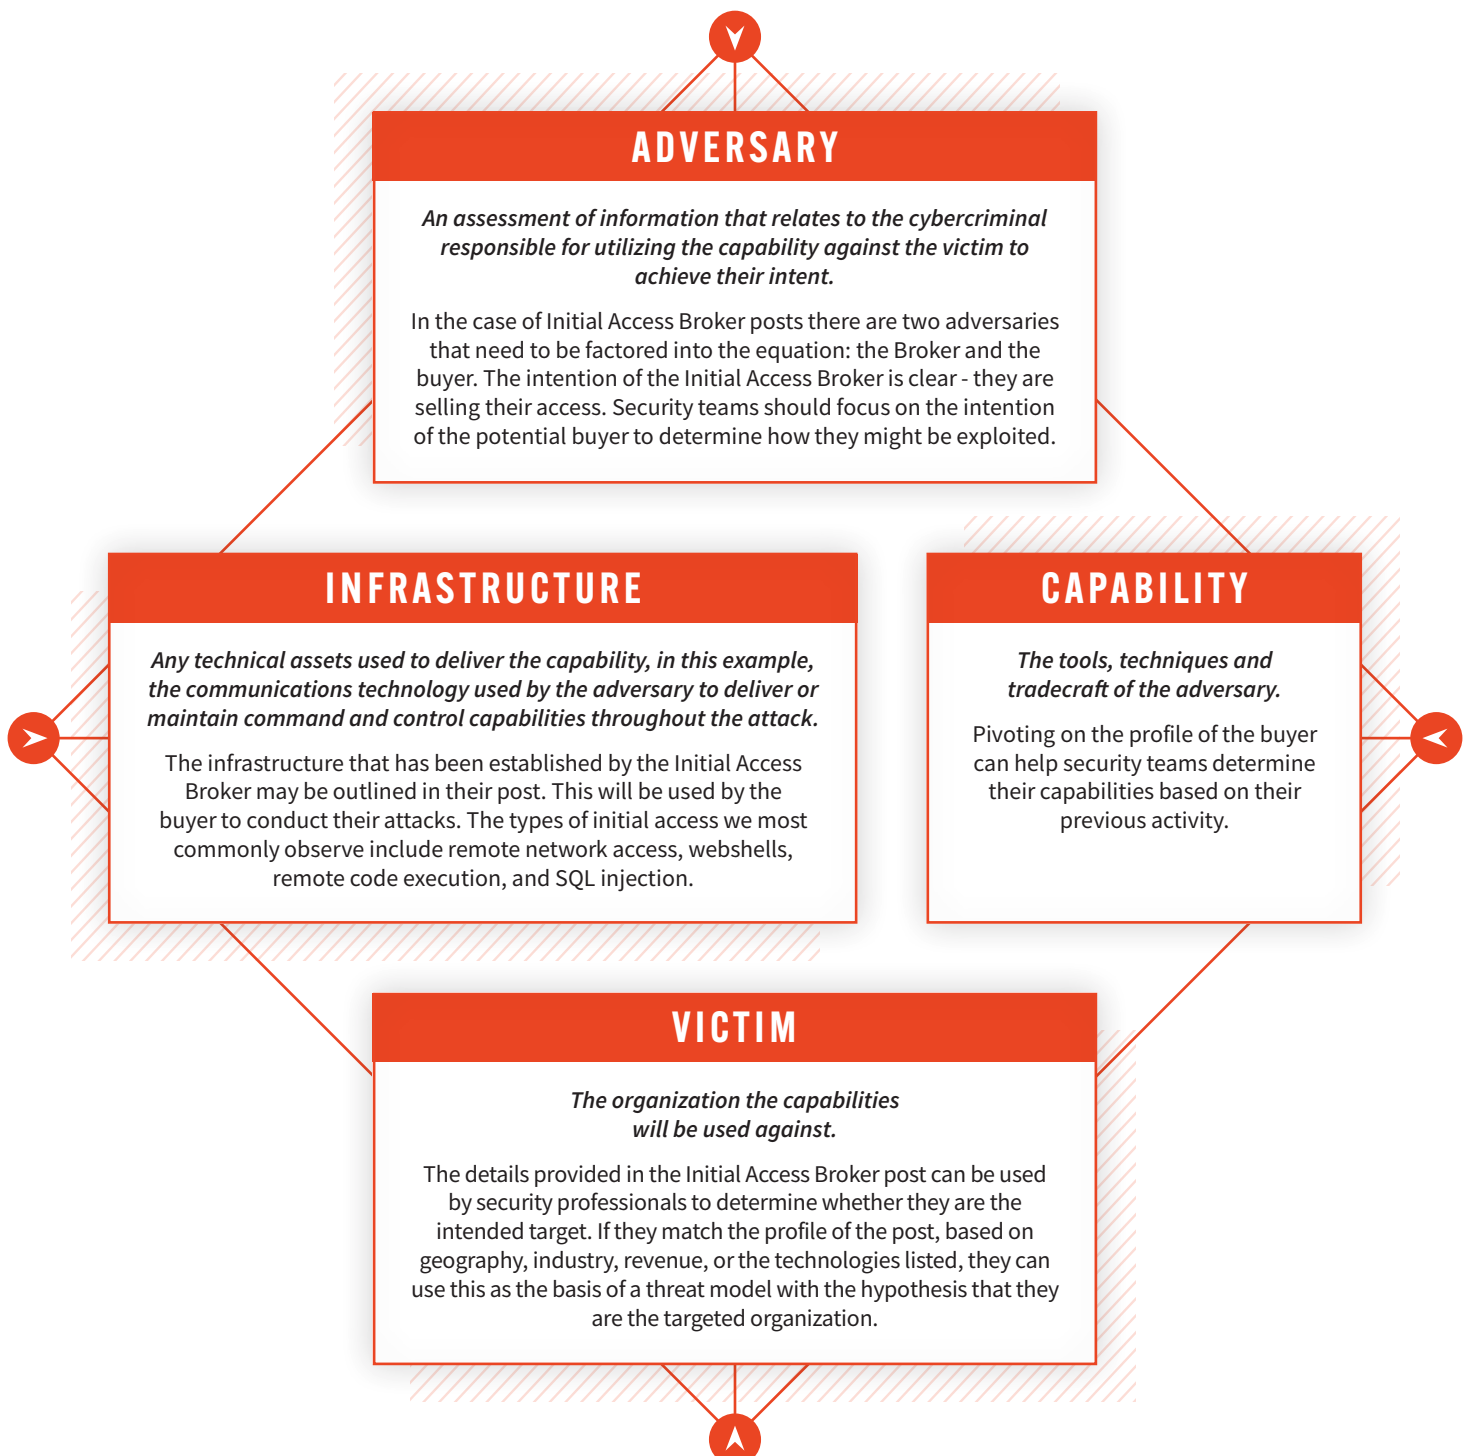 ADVERSARY
An assessment of information that relates to the cybercriminal
responsible for utilizing the capability against the victim to
achieve their intent.
In the case of Initial Access Broker posts there are two adversaries
that need to be factored into the equation: the Broker and the
buyer. The intention of the Initial Access Broker is clear - they are
selling their access. Security teams should focus on the intention
of the potential buyer to determine how they might be exploited.
INFRASTRUCTURE
Any technical assets used to deliver the capability, in this example,
the communications technology used by the adversary to deliver or
maintain command and control capabilities throughout the attack.
The infrastructure that has been established by the Initial Access
Broker may be outlined in their post. This will be used by the
buyer to conduct their attacks. The types of initial access we most
commonly observe include remote network access, webshells,
remote code execution, and SQL injection.
CAPABILITY
The tools, techniques and
tradecraft of the adversary.
Pivoting on the profile of the buyer
can help security teams determine
their capabilities based on their
previous activity.
VICTIM
The organization the capabilities
will be used against.
The details provided in the Initial Access Broker post can be used
by security professionals to determine whether they are the
intended target. If they match the profile of the post, based on
geography, industry, revenue, or the technologies listed, they can
use this as the basis of a threat model with the hypothesis that they
are the targeted organization.